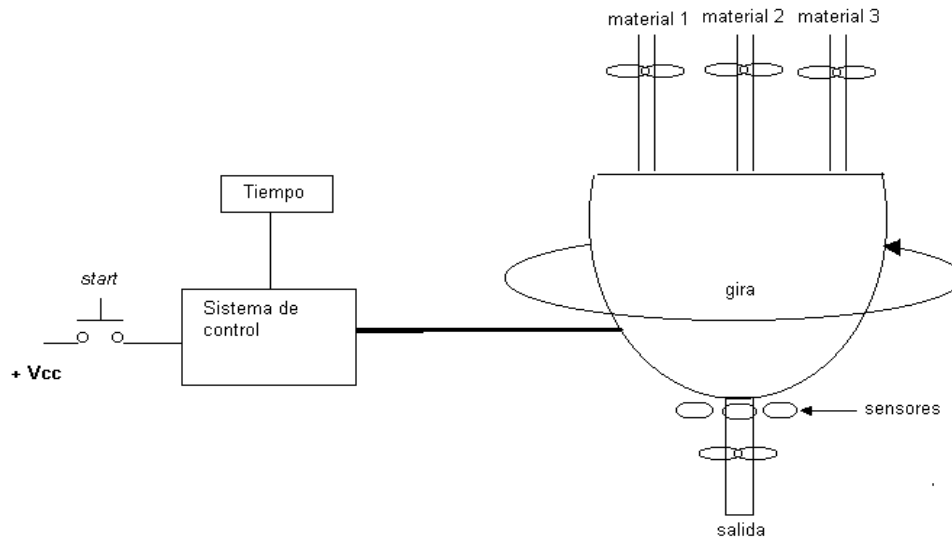 material 1
material 2
material 3
Tiempo
start
Sistema de
control
gira
+ Vcc
sensores
salida